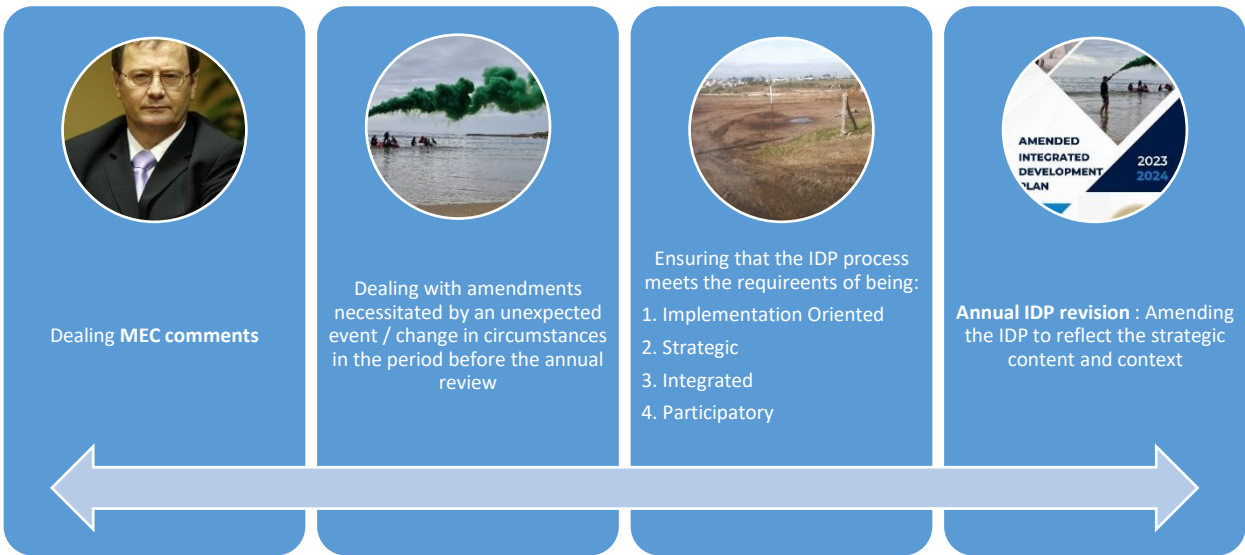 Dealing MEC comments
Dealing with amendments
necessitated by an unexpected
event / change in circumstances
in the period before the annual
review
Ensuring that the IDP process
meets the requireents of being:
1. Implementation Oriented
2. Strategic
3. Integrated
4. Participatory
AMENDED
INTEGRATED
DEVELOPMENT
PLAN
2023
2024
Annual IDP revision : Amending
the IDP to reflect the strategic
content and context